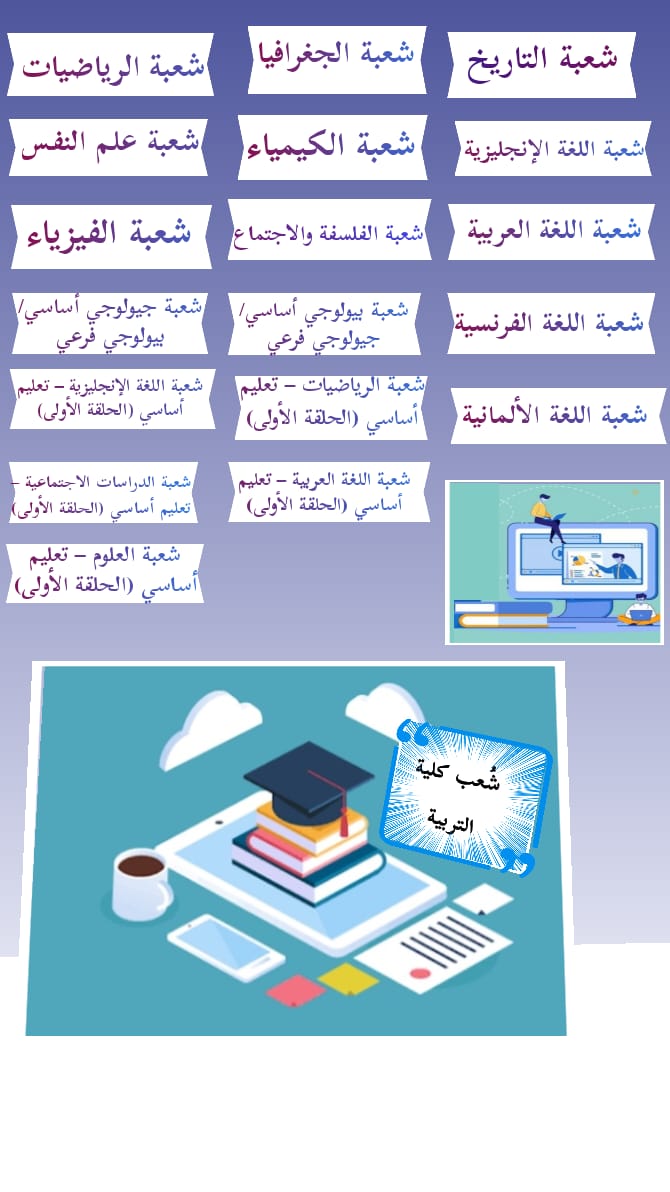 شعبة التاريخ
شعبة الجغرافيا
شعبة الرياضيات
شعبة اللغة الإنجليزية
شعبة الكيمياء
شعبة علم النفس
شعبة اللغة العربية
شعبة الفلسفة والاجتماع
شعبة الفيزياء
شعبة اللغة الفرنسية
شعبة بيولوجي أساسي/
جيولوجي فرعي
شعبة جيولوجي أساسي/
بيولوجي فرعي
شعبة اللغة الألمانية
شعبة الرياضيات – تعليم
أساسي (الحلقة الأولى)
شعبة اللغة الإنجليزية – تعليم
أساسي (الحلقة الأولى)
شعبة اللغة العربية – تعليم
أساسي (الحلقة الأولى)
شعبة الدراسات الاجتماعية –
تعليم أساسي (الحلقة الأولى)
شعبة العلوم – تعليم
أساسي (الحلقة الأولى)
شُعب كلية
التربية